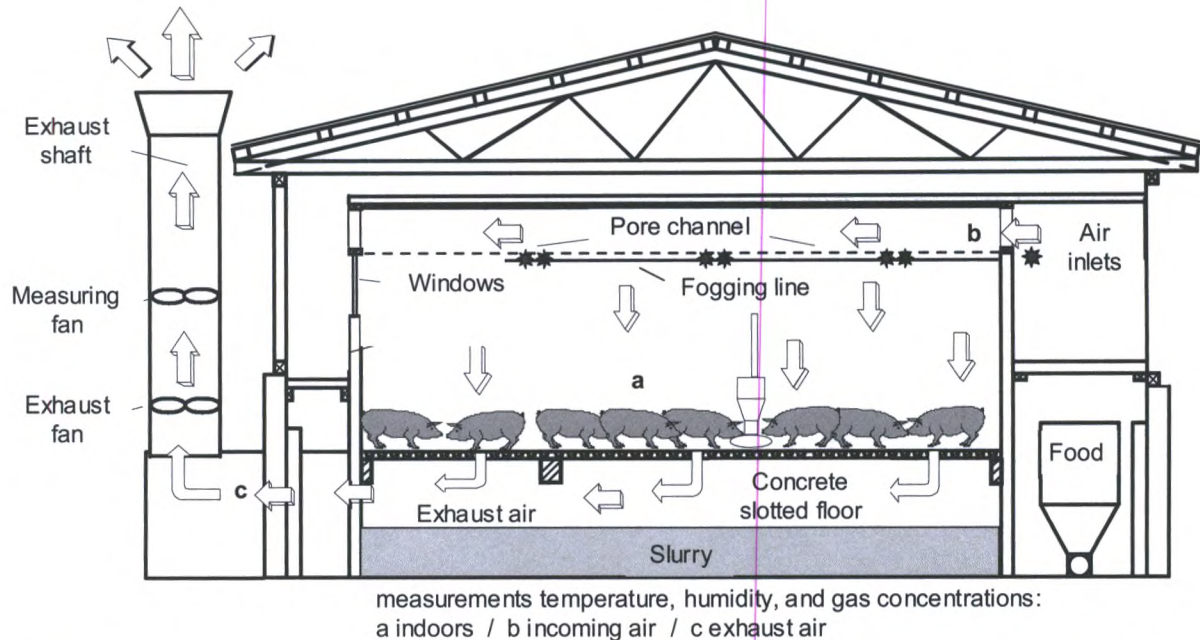 Exhaust
shaft
Pore channel
b
Air
inlets
Windows
Fogging line
Measuring
fan
a
Exhaust
fan
Food
c
Exhaust air
Concrete
slotted floor
Slurry
measurements temperature, humidity, and gas concentrations:
a indoors / b incoming air / c exhaust air